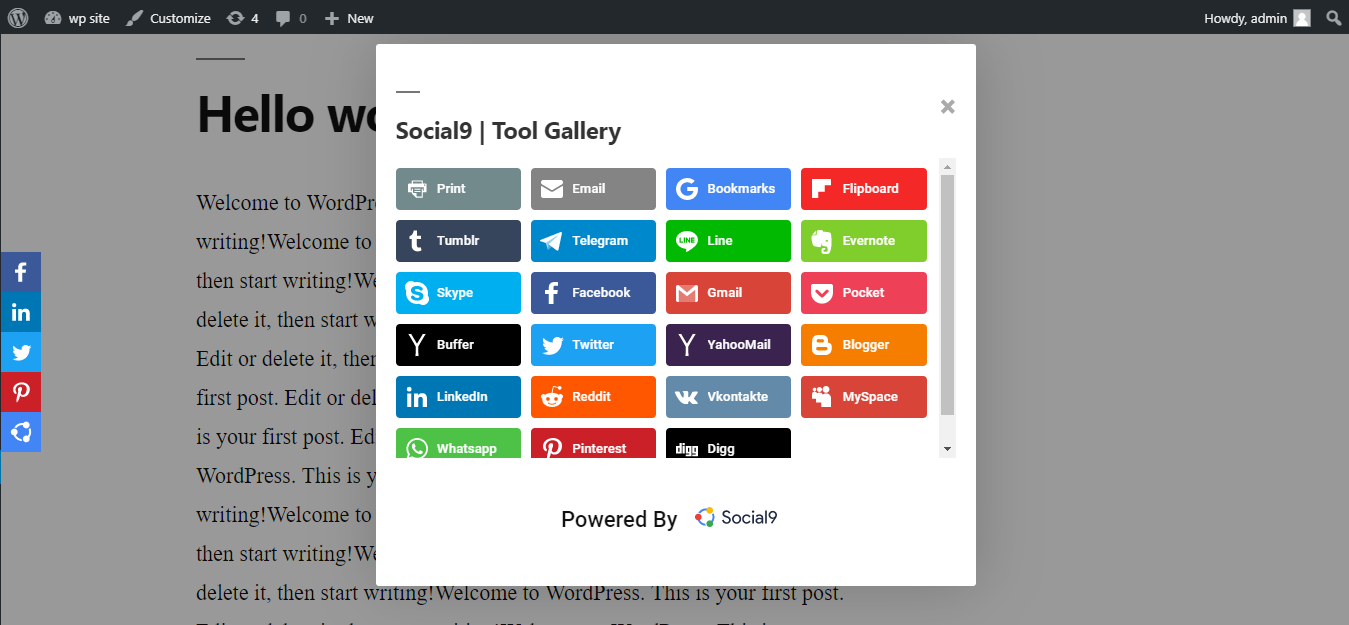 wp site Customize 4 0 New Howdy, admin
Social9 | Tool Gallery
Print Email Bookmarks Flipboard
Tumblr Telegram LINE Line Evernote
Skype Facebook Gmail Pocket
Buffer Twitter YahooMail Blogger
LinkedIn Reddit Vkontakte MySpace
Whatsapp Pinterest digg Digg
Powered By Social9
Hello wo
Welcome to WordPre
writing!Welcome to
then start writing!We
delete it, then start w
Edit or delete it, then
first post. Edit or del
is your first post. Ed
WordPress. This is y
writing!Welcome to
then start writing!We
delete it, then start writing!Welcome to WordPress. This is your first post.